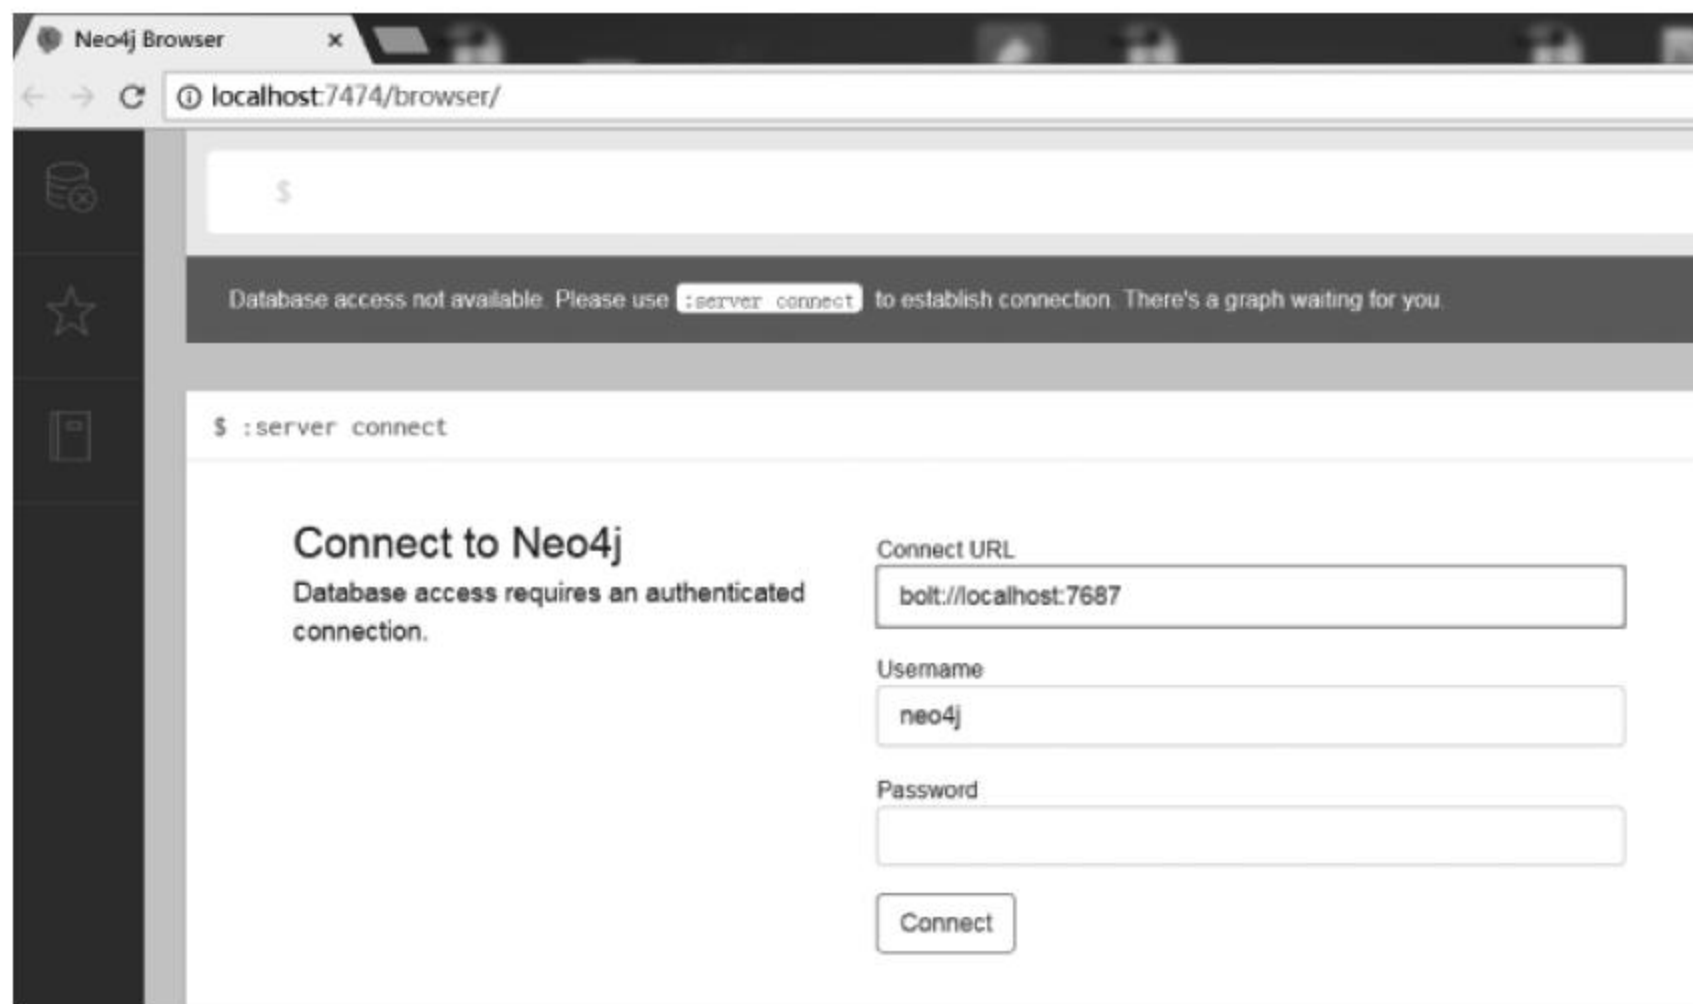 Neo4j Browser
localhost:7474/browser/
$
Database access not available. Please use :server connect to establish connection. There's a graph waiting for you.
$ :server connect
Connect to Neo4j
Database access requires an authenticated
connection.
Connect URL
bolt://localhost:7687
Username
neo4j
Password
Connect